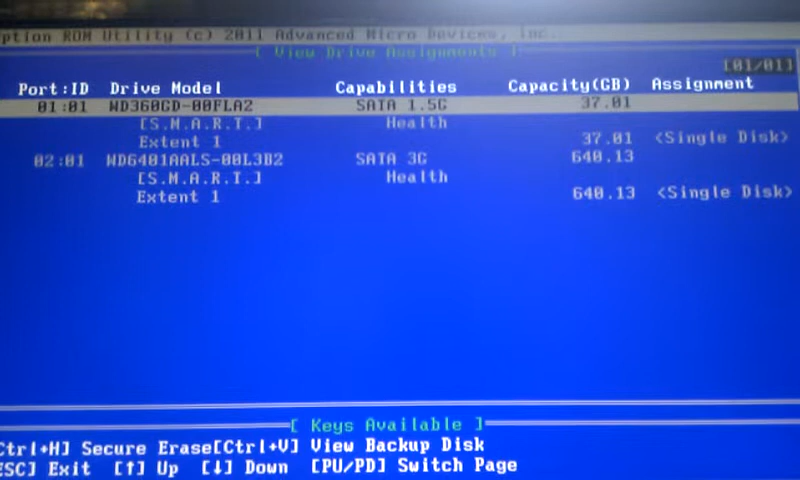 ption ROM Utility (c) 2011 Advanced Micro Devices, Inc.
[ View Drive Assignments ]
[01/01]
Port:ID Drive Model Capabilities Capacity(GB) Assignment
01:01 WD360GD-00FLA2 SATA 1.5G 37.01
[S.M.A.R.T.] Health
Extent 1 37.01 <Single Disk>
02:01 WD6401AALS-00L3B2 SATA 3G 640.13
[S.M.A.R.T.] Health
Extent 1 640.13 <Single Disk>
[ Keys Available ]
Ctrl+H] Secure Erase[Ctrl+V] View Backup Disk
ESC] Exit [↑] Up [↓] Down [PU/PD] Switch Page